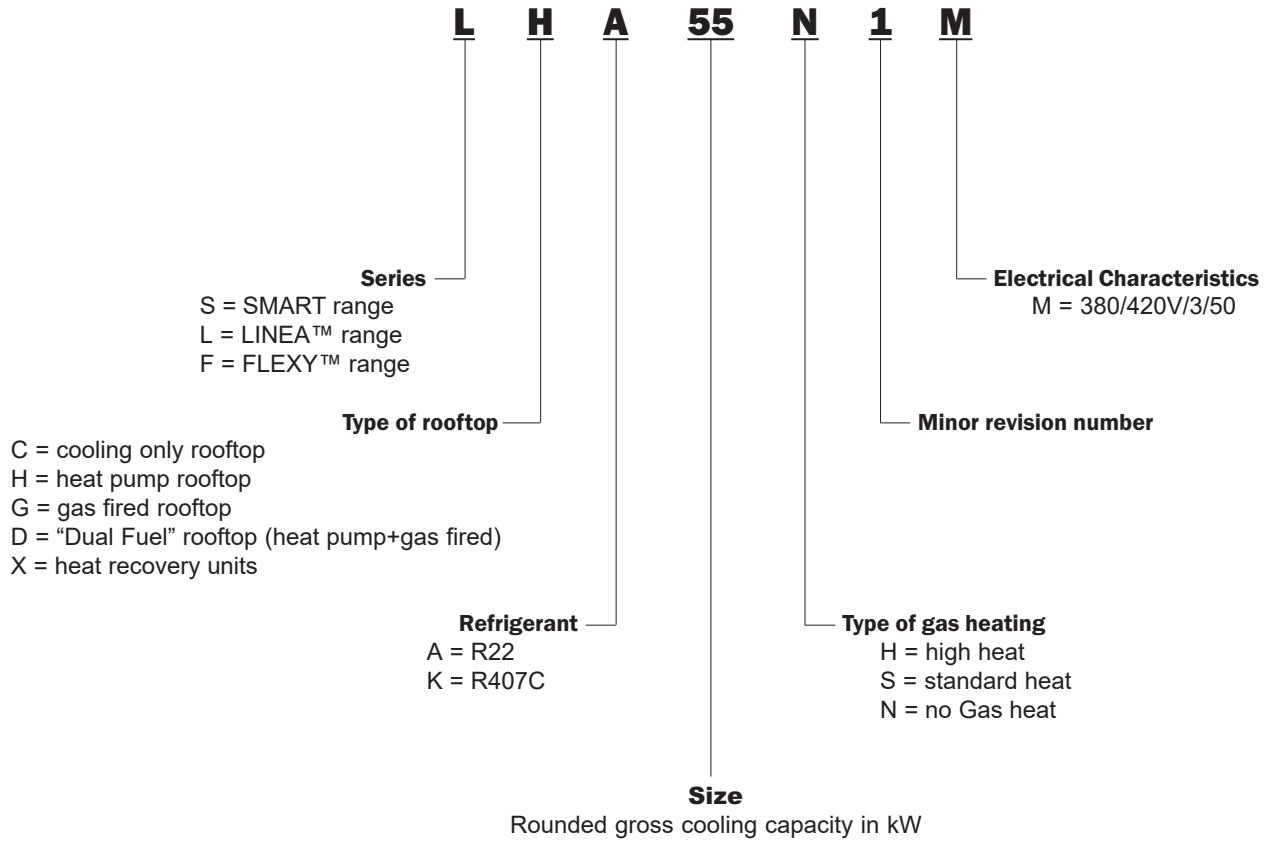 L H A 55 N 1 M
Series
S = SMART range
L = LINEA™ range
F = FLEXY™ range
Electrical Characteristics
M = 380/420V/3/50
Type of rooftop
C = cooling only rooftop
H = heat pump rooftop
G = gas fired rooftop
D = “Dual Fuel” rooftop (heat pump+gas fired)
X = heat recovery units
Minor revision number
Refrigerant
A = R22
K = R407C
Type of gas heating
H = high heat
S = standard heat
N = no Gas heat
Size
Rounded gross cooling capacity in kW